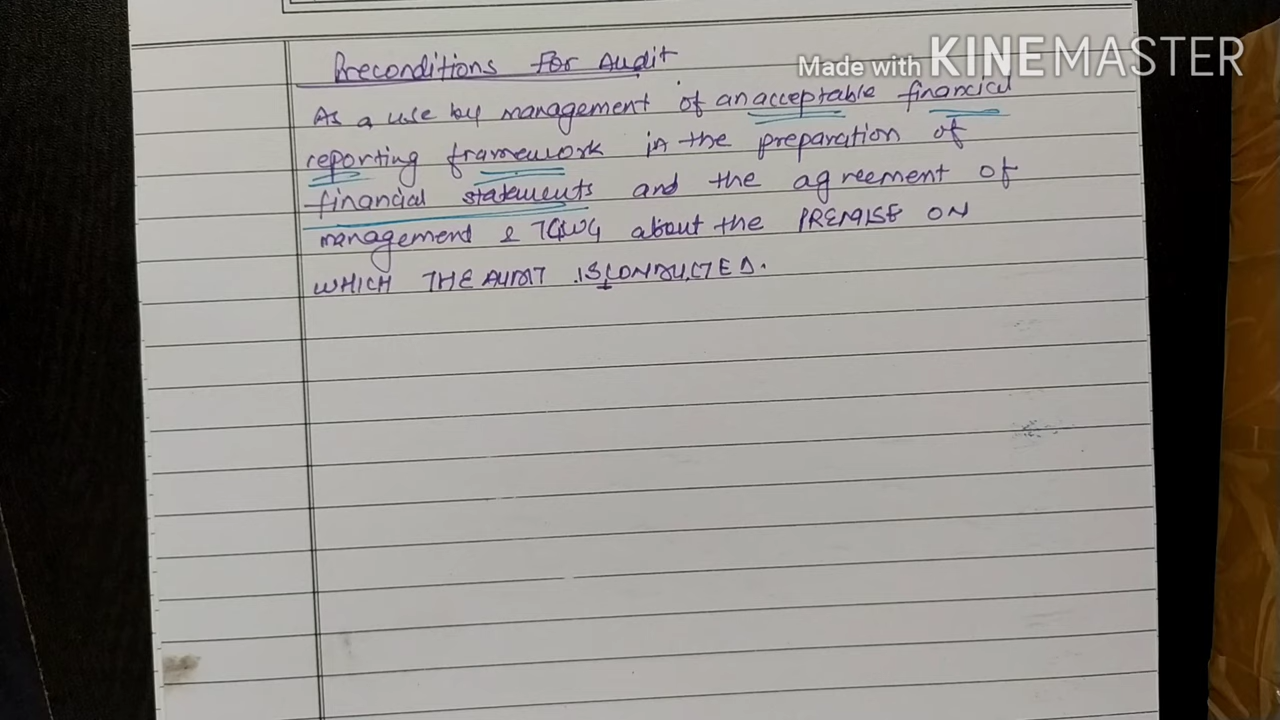 Made with KINEMASTER
Preconditions For Audit
As a use by management of an acceptable financial
reporting framework in the preparation of
financial statements and the agreement of
management & TCWG about the PREMISE ON
WHICH THE AUDIT IS CONDUCTED.